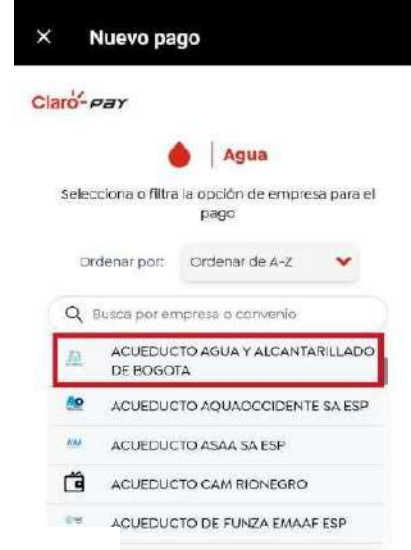 × Nuevo pago
Claro-pay
Agua
Selecciona o filtra la opción de empresa para el
pago
Ordenar por: Ordenar de A-Z
Busca por empresa o convenio
ACUEDUCTO AGUA Y ALCANTARILLADO
DE BOGOTA
ACUEDUCTO AQUAOCCIDENTE SA ESP
ACUEDUCTO ASAA SA ESP
ACUEDUCTO CAM RIONEGRO
ACUEDUCTO DE FUNZA EMAAF ESP